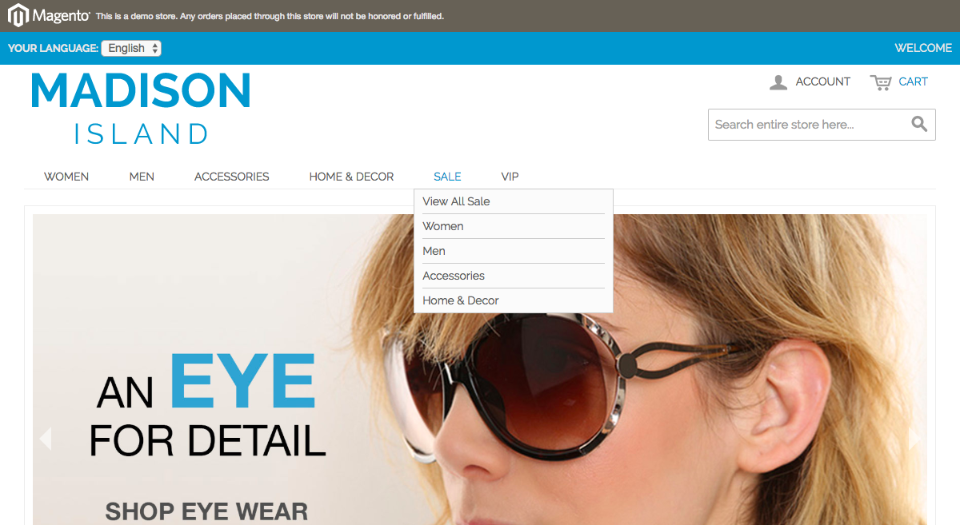 Magento This is a demo store. Any orders placed through this store will not be honored or fulfilled.
YOUR LANGUAGE: English WELCOME
MADISON
ISLAND
ACCOUNT CART
Search entire store here...
WOMEN MEN ACCESSORIES HOME & DECOR SALE VIP
View All Sale
Women
Men
Accessories
Home & Decor
AN EYE
FOR DETAIL
SHOP EYE WEAR